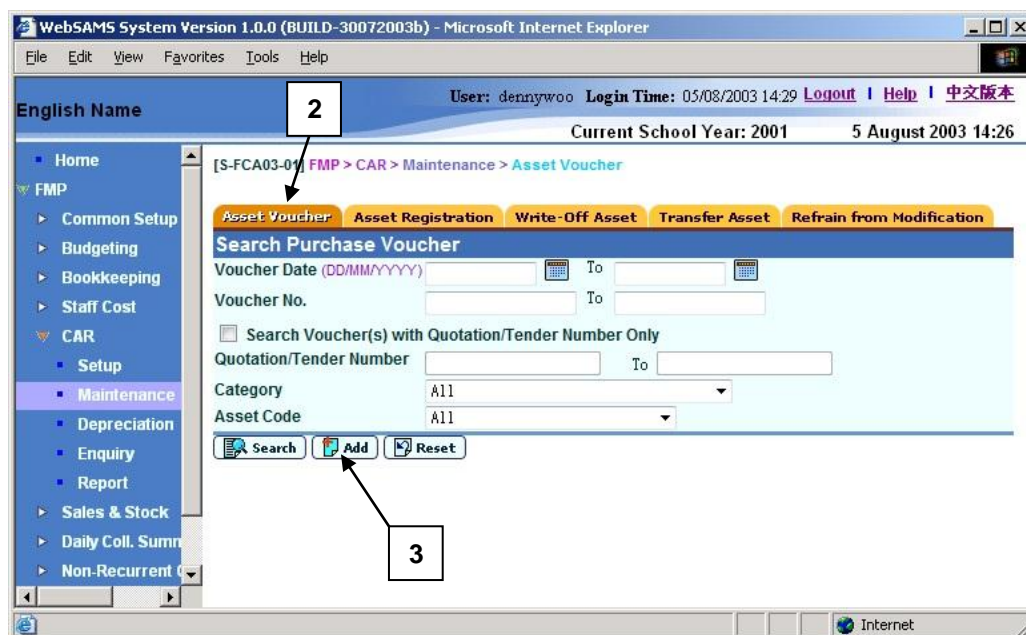 WebSAMS System Version 1.0.0 (BUILD-30072003b) - Microsoft Internet Explorer
File Edit View Favorites Tools Help
English Name
User: dennywoo Login Time: 05/08/2003 14:29 Logout | Help | 中文版本
2
Current School Year: 2001 5 August 2003 14:26
Home
FMP
Common Setup
Budgeting
Bookkeeping
Staff Cost
CAR
Setup
Maintenance
Depreciation
Enquiry
Report
Sales & Stock
Daily Coll. Summ
Non-Recurrent
[S-FCA03-01] FMP > CAR > Maintenance > Asset Voucher
Asset Voucher Asset Registration Write-Off Asset Transfer Asset Refrain from Modification
Search Purchase Voucher
Voucher Date (DD/MM/YYYY) To
Voucher No. To
Search Voucher(s) with Quotation/Tender Number Only
Quotation/Tender Number To
Category All
Asset Code All
Search Add Reset
3
Internet